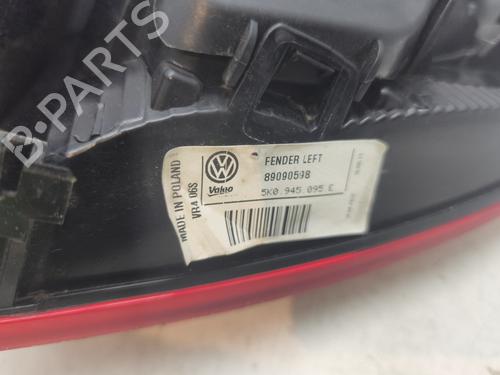 B-PARTS
MADE IN POLAND
VR4 06S
Valeo
FENDER LEFT
89090598
5K0 945 095 E